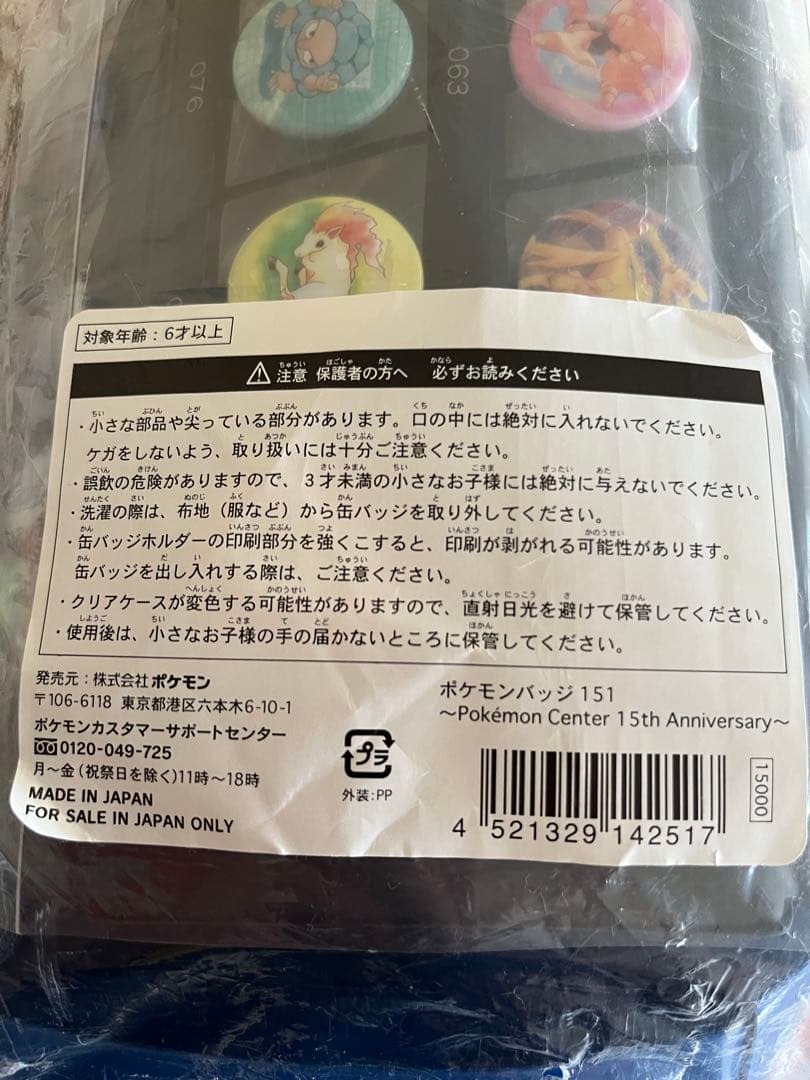 076
063
対象年齢：6才以上
⚠注意 保護者の方へ 必ずお読みください
・小さな部品や尖っている部分があります。口の中には絶対に入れないでください。
ケガをしないよう、取り扱いには十分ご注意ください。
・誤飲の危険がありますので、３才未満の小さなお子様には絶対に与えないでください。
・洗濯の際は、布地（服など）から缶バッジを取り外してください。
・缶バッジホルダーの印刷部分を強くこすると、印刷が剥がれる可能性があります。
缶バッジを出し入れする際は、ご注意ください。
・クリアケースが変色する可能性がありますので、直射日光を避けて保管してください。
・使用後は、小さなお子様の手の届かないところに保管してください。
発売元：株式会社ポケモン
〒106-6118 東京都港区六本木6-10-1
ポケモンカスタマーサポートセンター
0120-049-725
月〜金（祝祭日を除く）11時〜18時
MADE IN JAPAN
FOR SALE IN JAPAN ONLY
プラ
外装：PP
ポケモンバッジ 151
〜Pokémon Center 15th Anniversary〜
4 521329 142517
15000